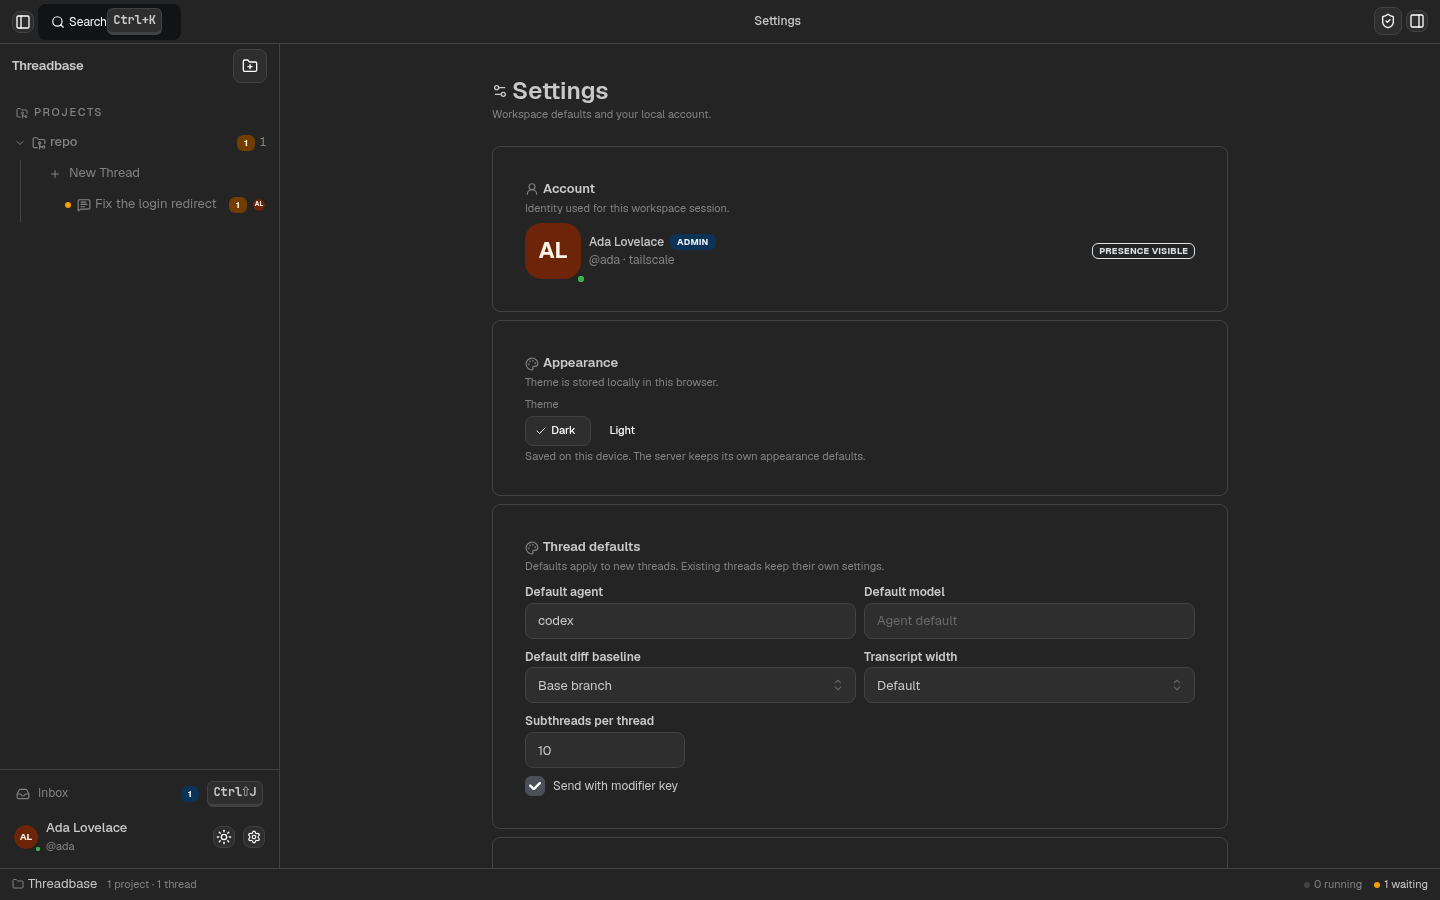 Search Ctrl+K
Settings
Threadbase
PROJECTS
repo 1 1
New Thread
Fix the login redirect 1 AL
Inbox 1 Ctrl⇧J
AL Ada Lovelace
@ada
Settings
Workspace defaults and your local account.
Account
Identity used for this workspace session.
AL
Ada Lovelace ADMIN
@ada · tailscale
PRESENCE VISIBLE
Appearance
Theme is stored locally in this browser.
Theme
Dark Light
Saved on this device. The server keeps its own appearance defaults.
Thread defaults
Defaults apply to new threads. Existing threads keep their own settings.
Default agent Default model
codex Agent default
Default diff baseline Transcript width
Base branch Default
Subthreads per thread
10
Send with modifier key
Threadbase 1 project · 1 thread
0 running 1 waiting